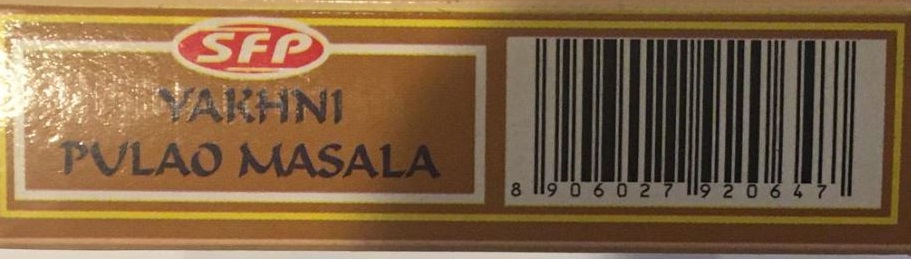 SFP
YAKHNI
PULAO MASALA
8 906027 920647